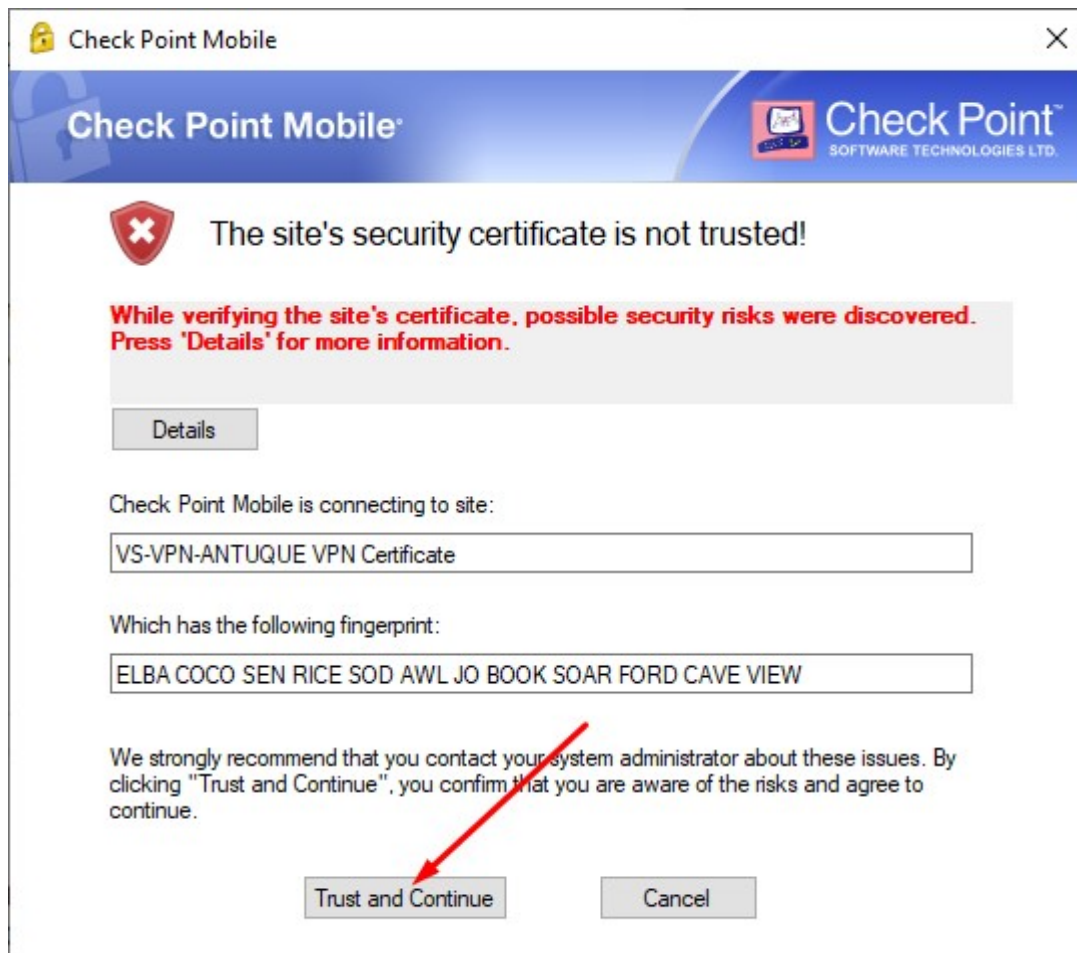 Check Point Mobile
Check Point Mobile®
Check Point™
SOFTWARE TECHNOLOGIES LTD.
The site's security certificate is not trusted!
While verifying the site's certificate, possible security risks were discovered.
Press 'Details' for more information.
Details
Check Point Mobile is connecting to site:
VS-VPN-ANTUQUE VPN Certificate
Which has the following fingerprint:
ELBA COCO SEN RICE SOD AWL JO BOOK SOAR FORD CAVE VIEW
We strongly recommend that you contact your system administrator about these issues. By
clicking "Trust and Continue", you confirm that you are aware of the risks and agree to
continue.
Trust and Continue
Cancel